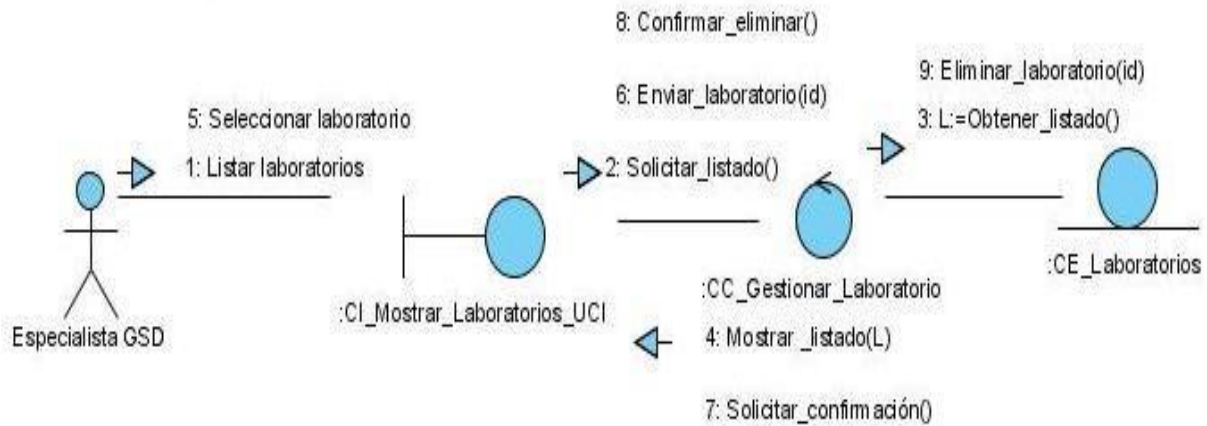 8: Confirmar_eliminar()
9: Eliminar_laboratorio(id)
6: Enviar_laboratorio(id)
5: Seleccionar laboratorio
3: L:=Obtener_listado()
1: Listar laboratorios
2: Solicitar_listado()
:CE_Laboratorios
:CC_Gestionar_Laboratorio
:CI_Mostrar_Laboratorios_UCI
Especialista GSD
4: Mostrar _listado(L)
7: Solicitar_confirmación()